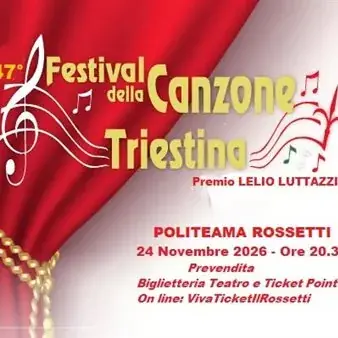 47° Festival
della Canzone
Triestina
Premio LELIO LUTTAZZI
POLITEAMA ROSSETTI
24 Novembre 2026 - Ore 20.3
Prevendita
Biglietteria Teatro e Ticket Point
On line: VivaTicketIlRossetti